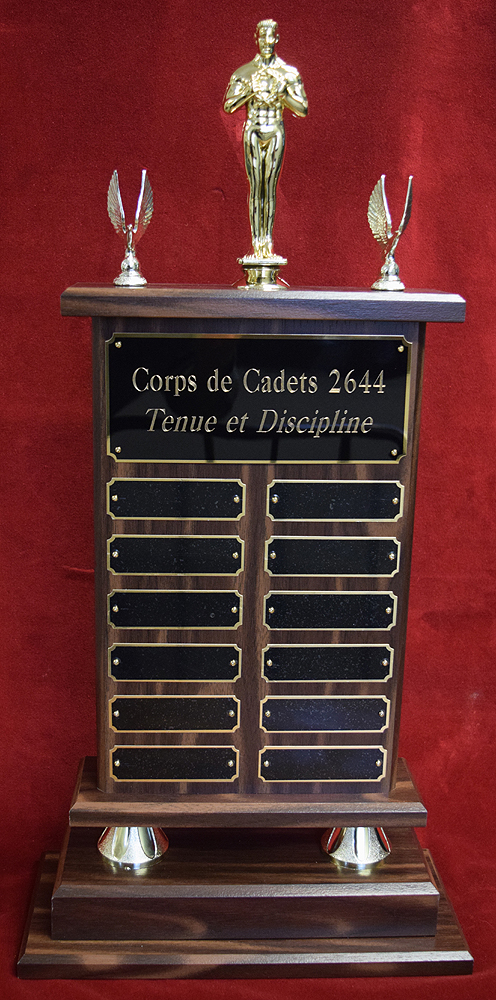 Corps de Cadets 2644
Tenue et Discipline